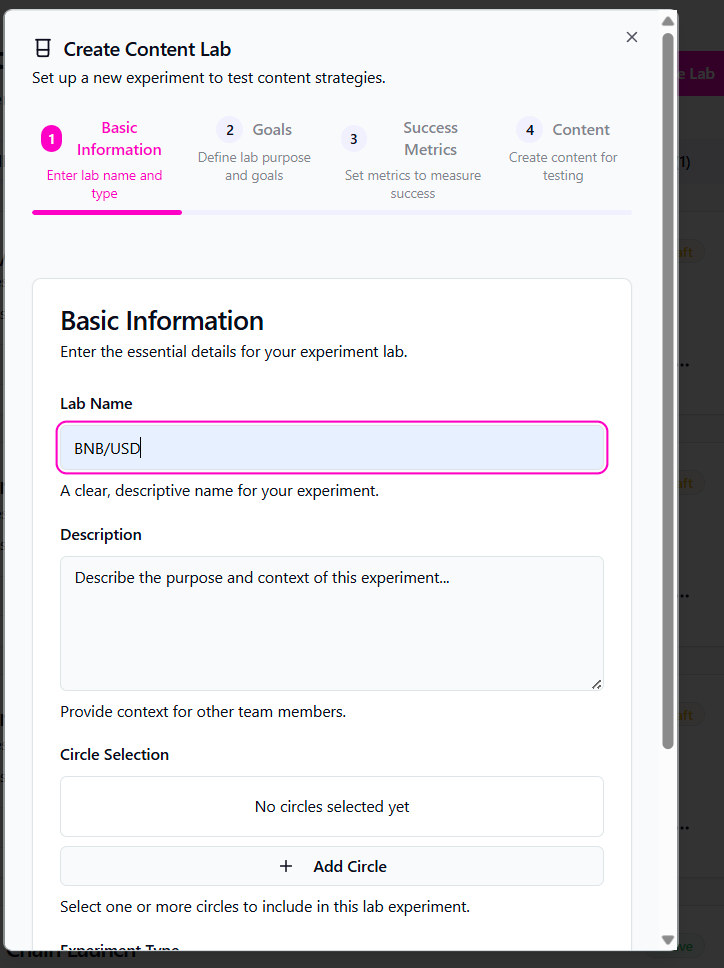 Create Content Lab
Set up a new experiment to test content strategies.
e Lab
1
Basic
Information
Enter lab name and
type
2
Goals
Define lab purpose
and goals
3
Success
Metrics
Set metrics to measure
success
4
Content
Create content for
testing
Basic Information
Enter the essential details for your experiment lab.
Lab Name
BNB/USD
A clear, descriptive name for your experiment.
Description
Describe the purpose and context of this experiment...
Provide context for other team members.
Circle Selection
No circles selected yet
+ Add Circle
Select one or more circles to include in this lab experiment.
Experiment Type
Chain Launch